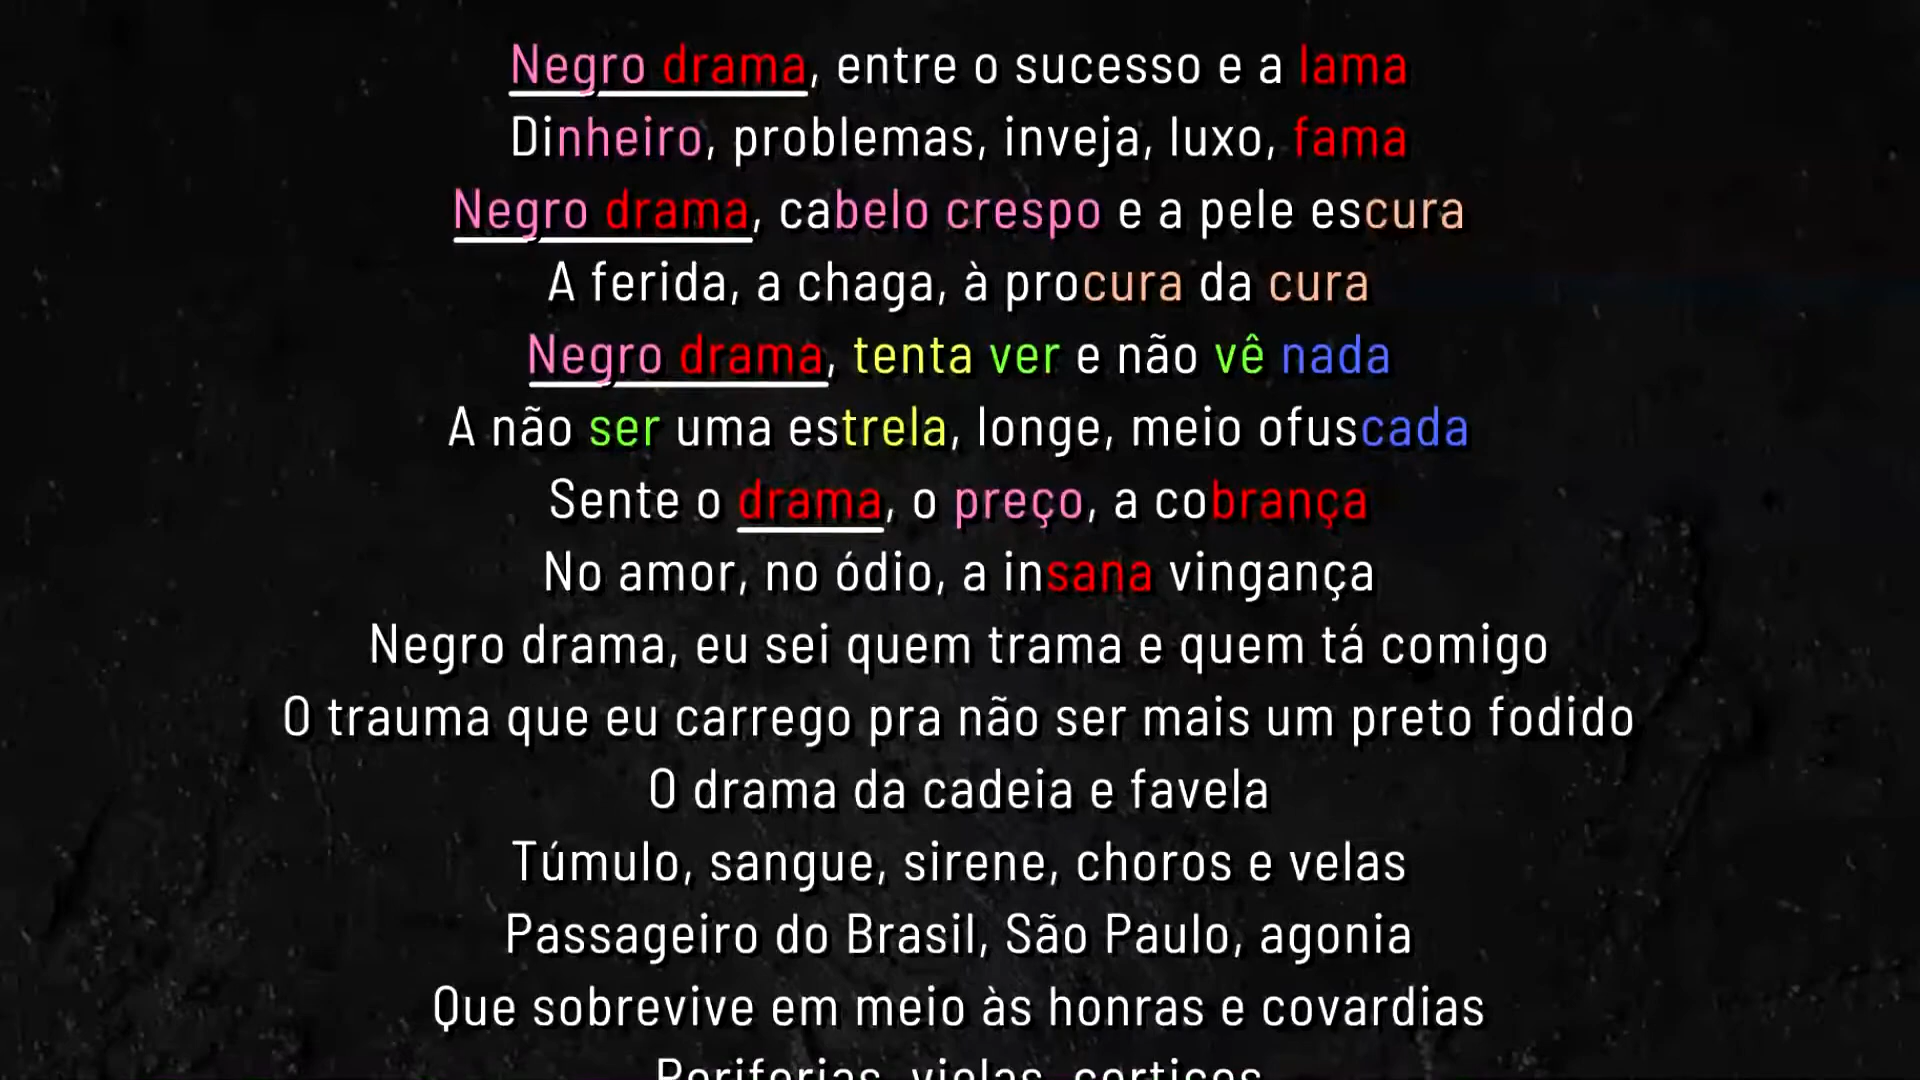 Negro drama, entre o sucesso e a lama
Dinheiro, problemas, inveja, luxo, fama
Negro drama, cabelo crespo e a pele escura
A ferida, a chaga, à procura da cura
Negro drama, tenta ver e não vê nada
A não ser uma estrela, longe, meio ofuscada
Sente o drama, o preço, a cobrança
No amor, no ódio, a insana vingança
Negro drama, eu sei quem trama e quem tá comigo
O trauma que eu carrego pra não ser mais um preto fodido
O drama da cadeia e favela
Túmulo, sangue, sirene, choros e velas
Passageiro do Brasil, São Paulo, agonia
Que sobrevive em meio às honras e covardias
Periferias, vielas, cortiços